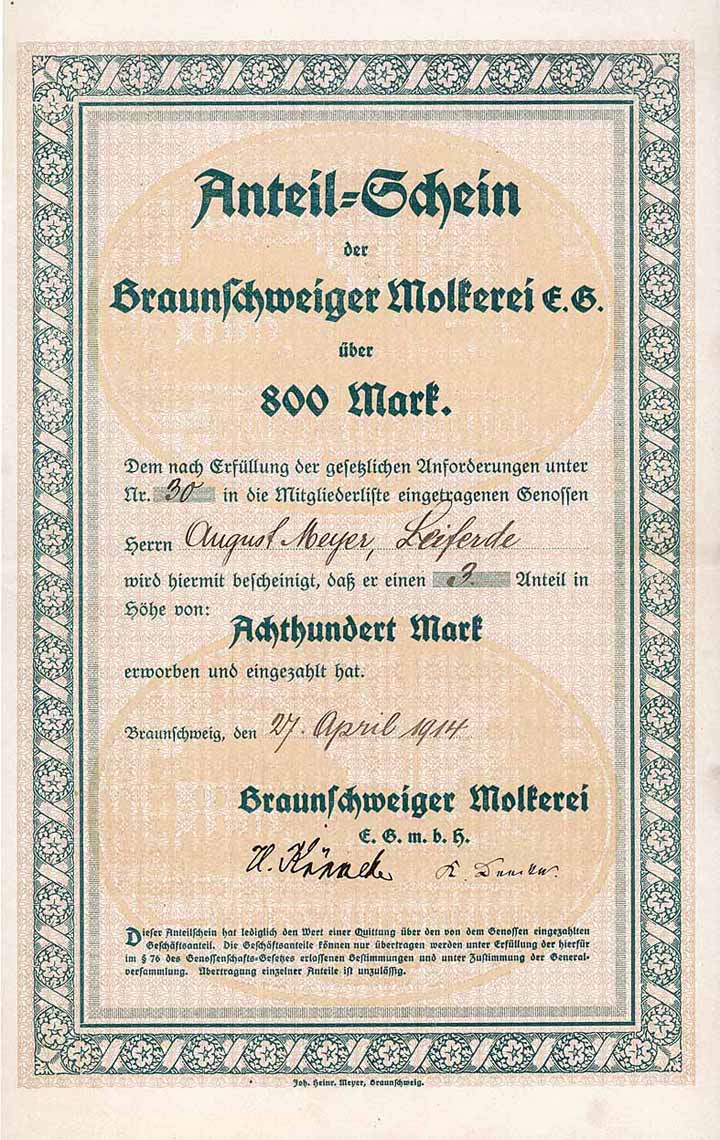 Anteil=Schein
der
Braunschweiger Molkerei E. G.
über
800 Mark.
Dem nach Erfüllung der gesetzlichen Anforderungen unter
Nr. 30 in die Mitgliederliste eingetragenen Genossen
Herrn August Meyer, Leiferde
wird hiermit bescheinigt, daß er einen 3. Anteil in
Höhe von:
Achthundert Mark
erworben und eingezahlt hat.
Braunschweig, den 27. April 1914
Braunschweiger Molkerei
E. G. m. b. H.
H. K.
Dieser Anteilschein hat lediglich den Wert einer Quittung über den von dem Genossen eingezahlten
Geschäftsanteil. Die Geschäftsanteile können nur übertragen werden unter Erfüllung der hierfür
im § 76 des Genossenschafts-Gesetzes erlossenen Bestimmungen und unter Zustimmung der General-
versammlung. Übertragung einzelner Anteile ist unzulässig.
Joh. Heinr. Meyer, Braunschweig.